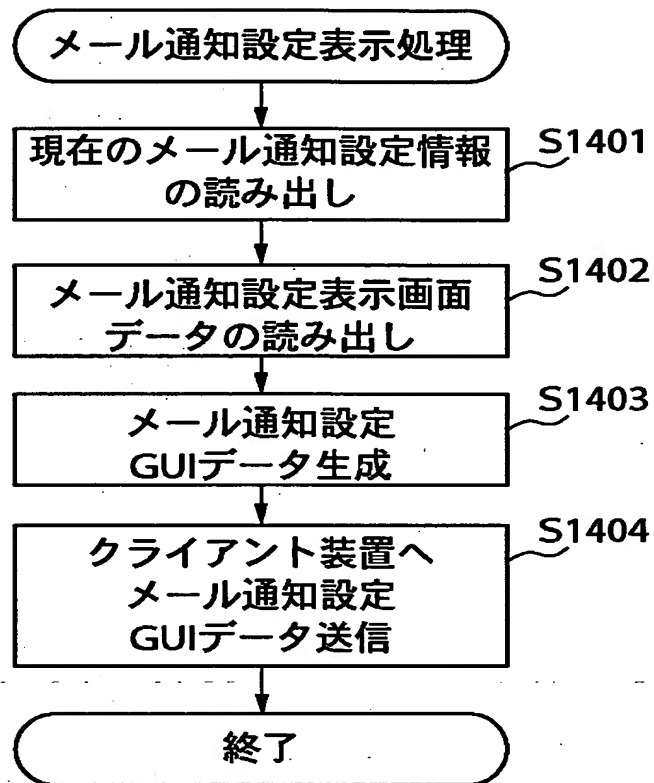 メール通知設定表示処理
現在のメール通知設定情報
の読み出し
S1401
メール通知設定表示画面
データの読み出し
S1402
メール通知設定
GUIデータ生成
S1403
クライアント装置へ
メール通知設定
GUIデータ送信
S1404
終了